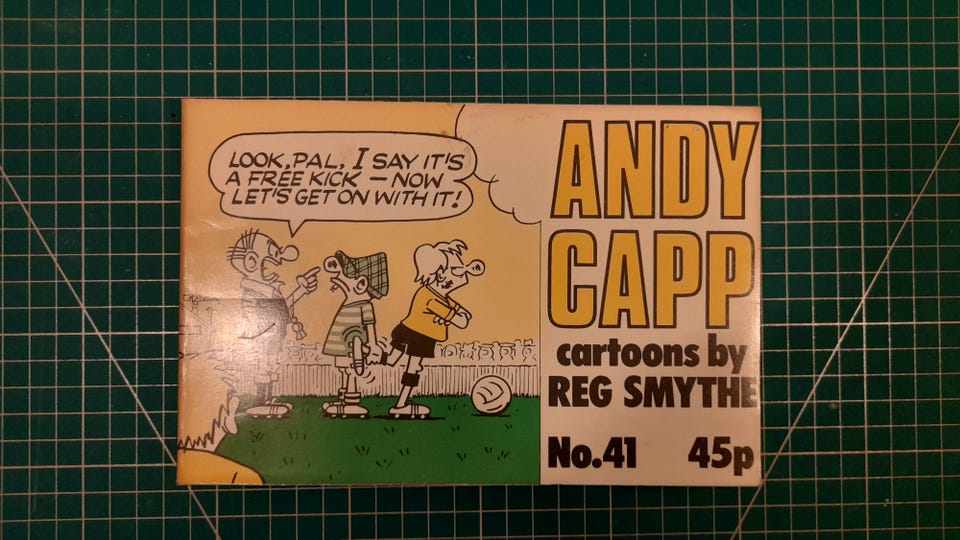 LOOK, PAL, I SAY IT'S
A FREE KICK — NOW
LET'S GET ON WITH IT!
ANDY
CAPP
cartoons by
REG SMYTHE
No.41 45p